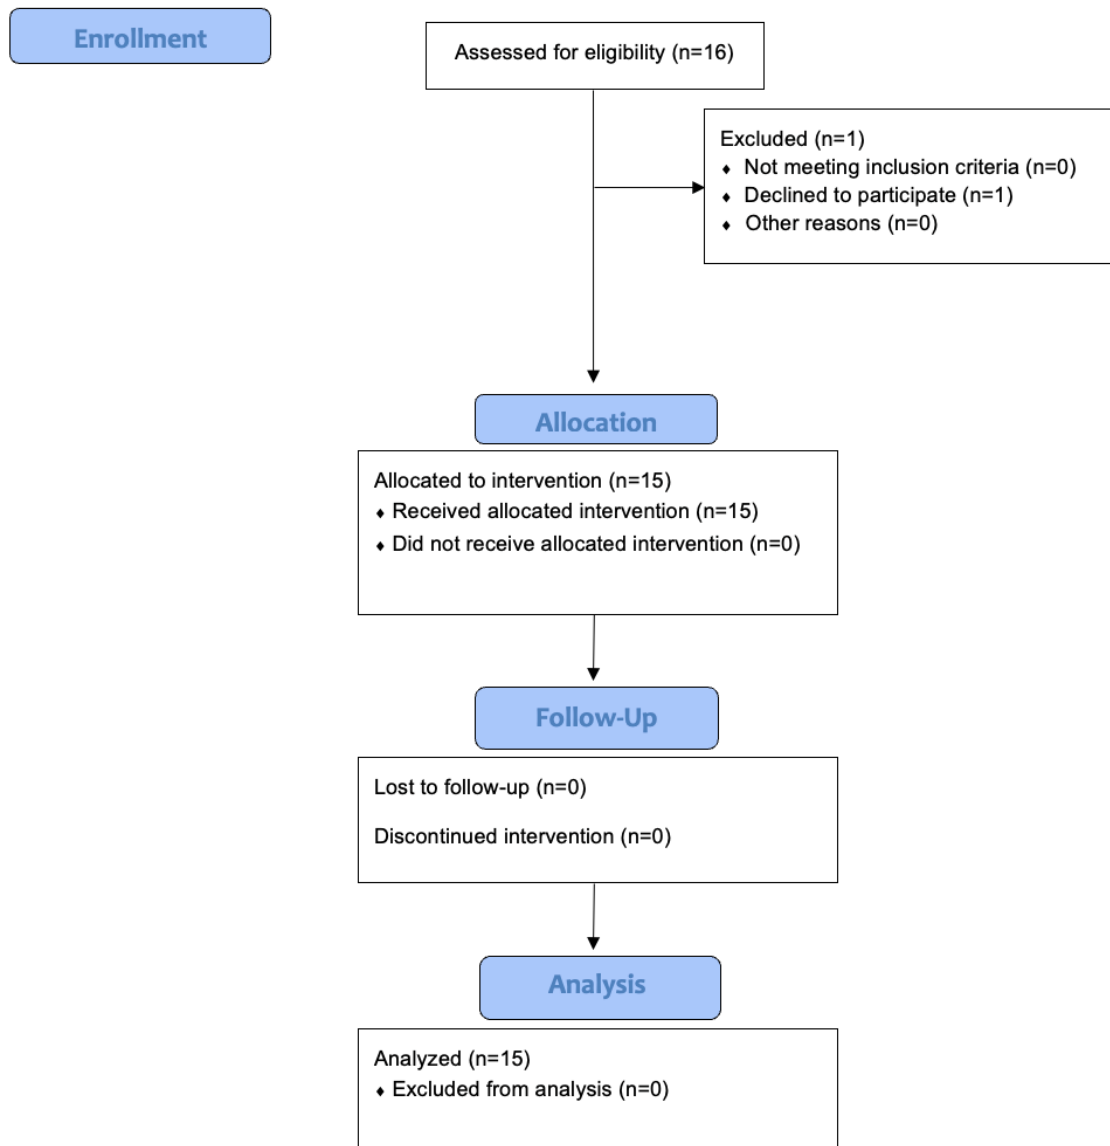 Enrollment
Assessed for eligibility (n=16)
Excluded (n=1)
♦ Not meeting inclusion criteria (n=0)
♦ Declined to participate (n=1)
♦ Other reasons (n=0)
Allocation
Allocated to intervention (n=15)
♦ Received allocated intervention (n=15)
♦ Did not receive allocated intervention (n=0)
Follow-Up
Lost to follow-up (n=0)
Discontinued intervention (n=0)
Analysis
Analyzed (n=15)
♦ Excluded from analysis (n=0)